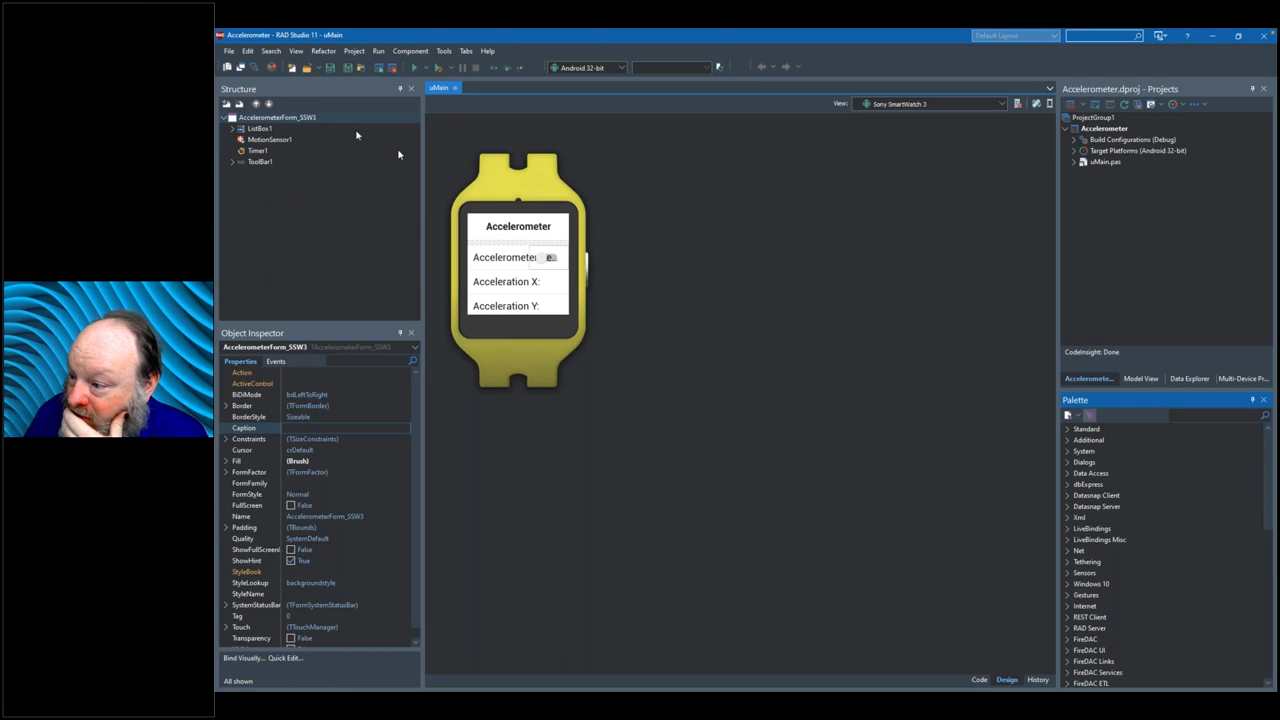 Accelerometer - RAD Studio 11 - uMain
Default Layout
File Edit Search View Refactor Project Run Component Tools Tabs Help
Android 32-bit
Structure
AccelerometerForm_SSW3
ListBox1
MotionSensor1
Timer1
ToolBar1
Object Inspector
AccelerometerForm_SSW3 TAccelerometerForm_SSW3
Properties Events
Action
ActiveControl
BiDiMode bdLeftToRight
Border (TFormBorder)
BorderStyle Sizeable
Caption
Constraints (TSizeConstraints)
Cursor crDefault
Fill (Brush)
FormFactor (TFormFactor)
FormFamily
FormStyle Normal
FullScreen False
Name AccelerometerForm_SSW3
Padding (TBounds)
Quality SystemDefault
ShowFullScreenI False
ShowHint True
StyleBook
StyleLookup backgroundstyle
StyleName
SystemStatusBar (TFormSystemStatusBar)
Tag 0
Touch (TTouchManager)
Transparency False
Bind Visually... Quick Edit...
All shown
uMain
View: Sony SmartWatch 3
Accelerometer
Accelerometer e...
Acceleration X:
Acceleration Y:
Code Design History
Accelerometer.dproj - Projects
ProjectGroup1
Accelerometer
Build Configurations (Debug)
Target Platforms (Android 32-bit)
uMain.pas
CodeInsight: Done
Acceleromete... Model View Data Explorer Multi-Device Pr...
Palette
Standard
Additional
System
Dialogs
Data Access
dbExpress
Datasnap Client
Datasnap Server
Xml
LiveBindings
LiveBindings Misc
Net
Tethering
Sensors
Windows 10
Gestures
Internet
REST Client
RAD Server
FireDAC
FireDAC UI
FireDAC Links
FireDAC Services
FireDAC ETL